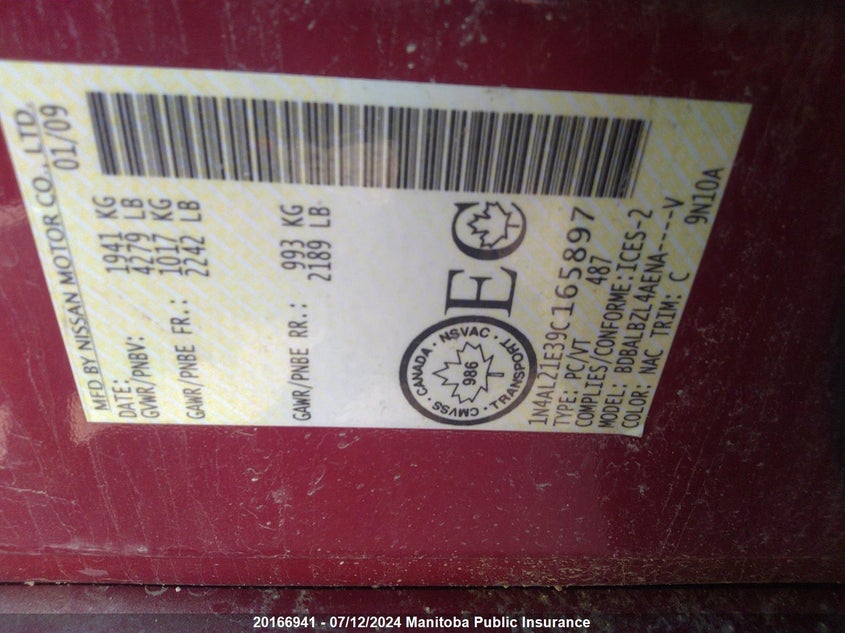 MFD BY NISSAN MOTOR CO., LTD.
DATE: 01/09
GVWR/PNBV: 1941 KG
4279 LB
GAWR/PNBE FR.: 1017 KG
2242 LB
GAWR/PNBE RR.: 993 KG
2189 LB
CANADA · NSVAC · TRANSPORT · CMVSS
986
T
EC
T
1N4AL21E39C165897
TYPE: PC/VT 487
COMPLIES/CONFORME:ICES-2
MODEL: BDBALBZL4AENA----V
COLOR: NAC TRIM: C 9N10A
20166941 - 07/12/2024 Manitoba Public Insurance